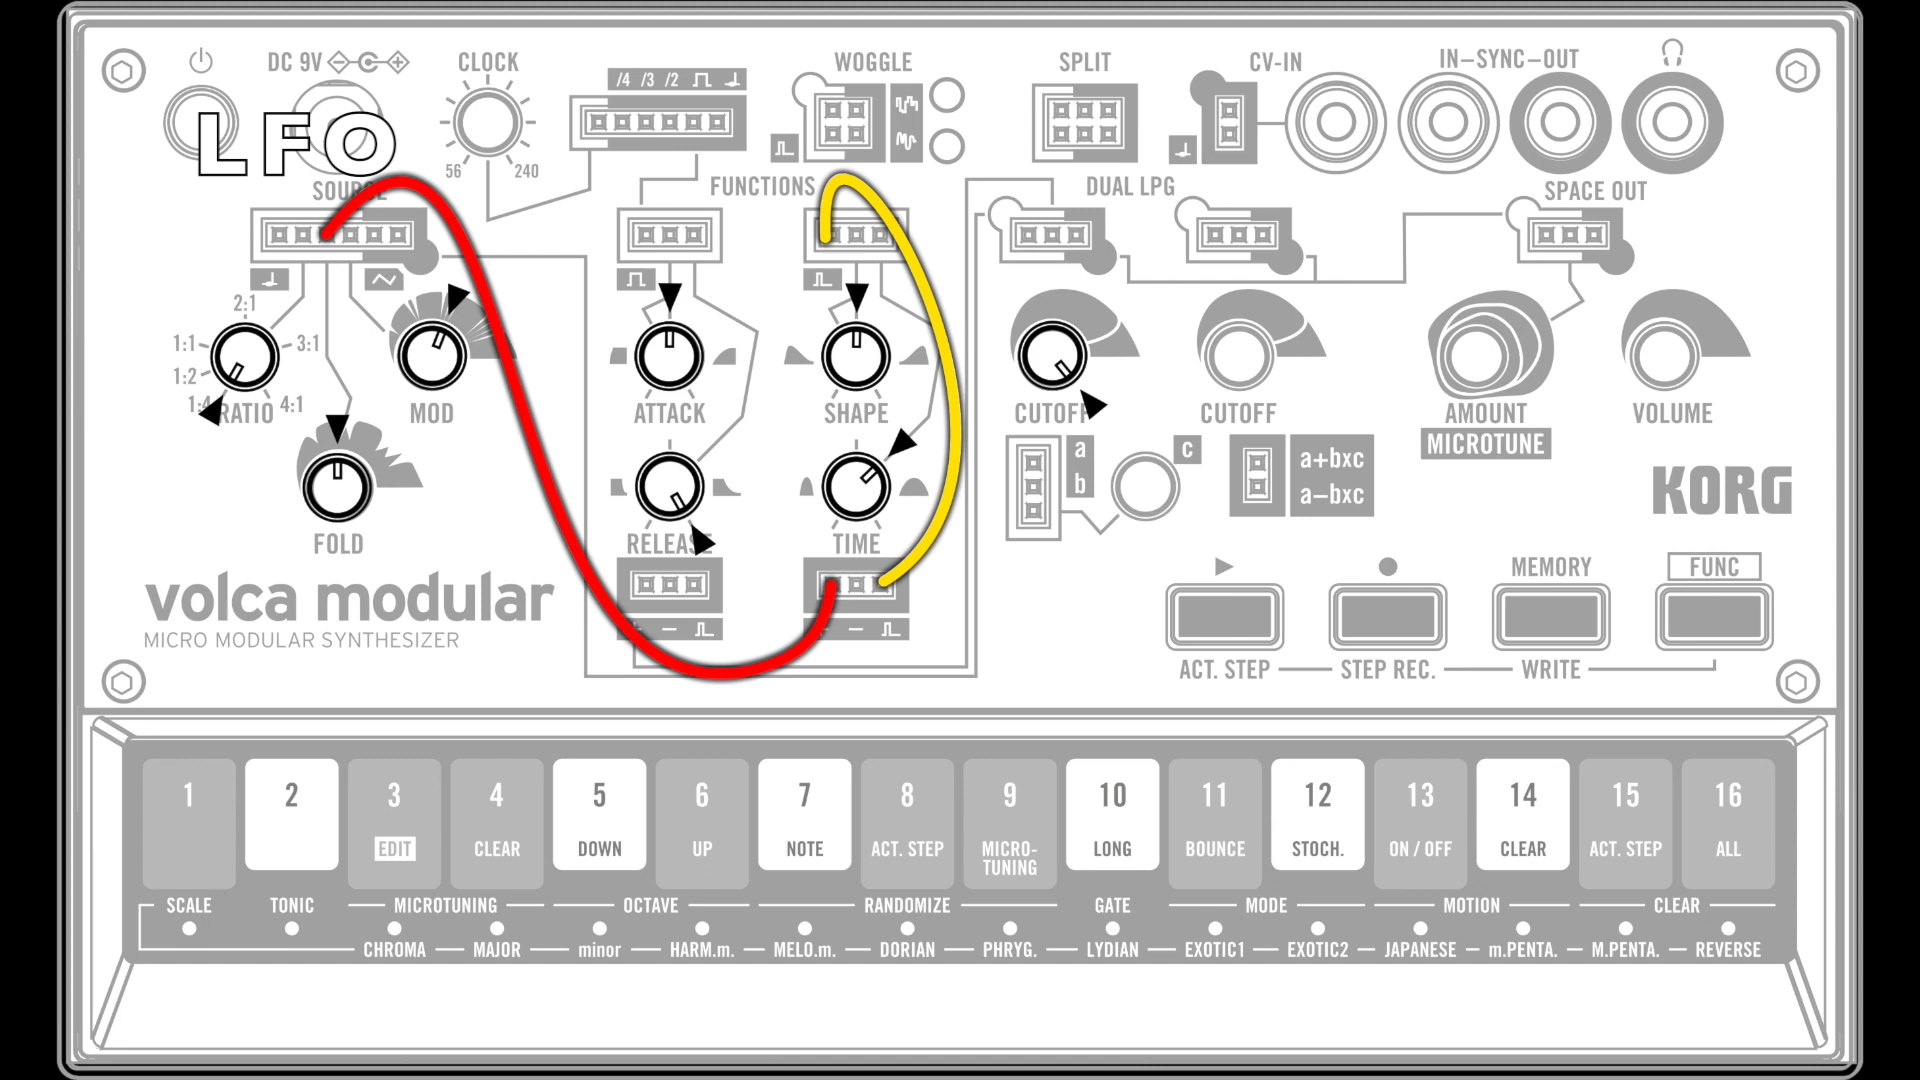 DC 9V
CLOCK
/4 /3 /2
WOGGLE
SPLIT
CV-IN
IN–SYNC–OUT
LFO
56
240
SOURCE
FUNCTIONS
DUAL LPG
SPACE OUT
2:1
1:1
3:1
1:2
1:4
4:1
RATIO
MOD
ATTACK
SHAPE
CUTOFF
CUTOFF
AMOUNT
VOLUME
MICROTUNE
a
b
c
a+bxc
a–bxc
KORG
FOLD
RELEASE
TIME
volca modular
MICRO MODULAR SYNTHESIZER
MEMORY
FUNC
ACT. STEP
STEP REC.
WRITE
1 2 3 4 5 6 7 8 9 10 11 12 13 14 15 16
EDIT CLEAR DOWN UP NOTE ACT. STEP MICRO-TUNING LONG BOUNCE STOCH. ON / OFF CLEAR ACT. STEP ALL
SCALE TONIC MICROTUNING OCTAVE RANDOMIZE GATE MODE MOTION CLEAR
CHROMA MAJOR minor HARM.m. MELO.m. DORIAN PHRYG. LYDIAN EXOTIC1 EXOTIC2 JAPANESE m.PENTA. M.PENTA. REVERSE